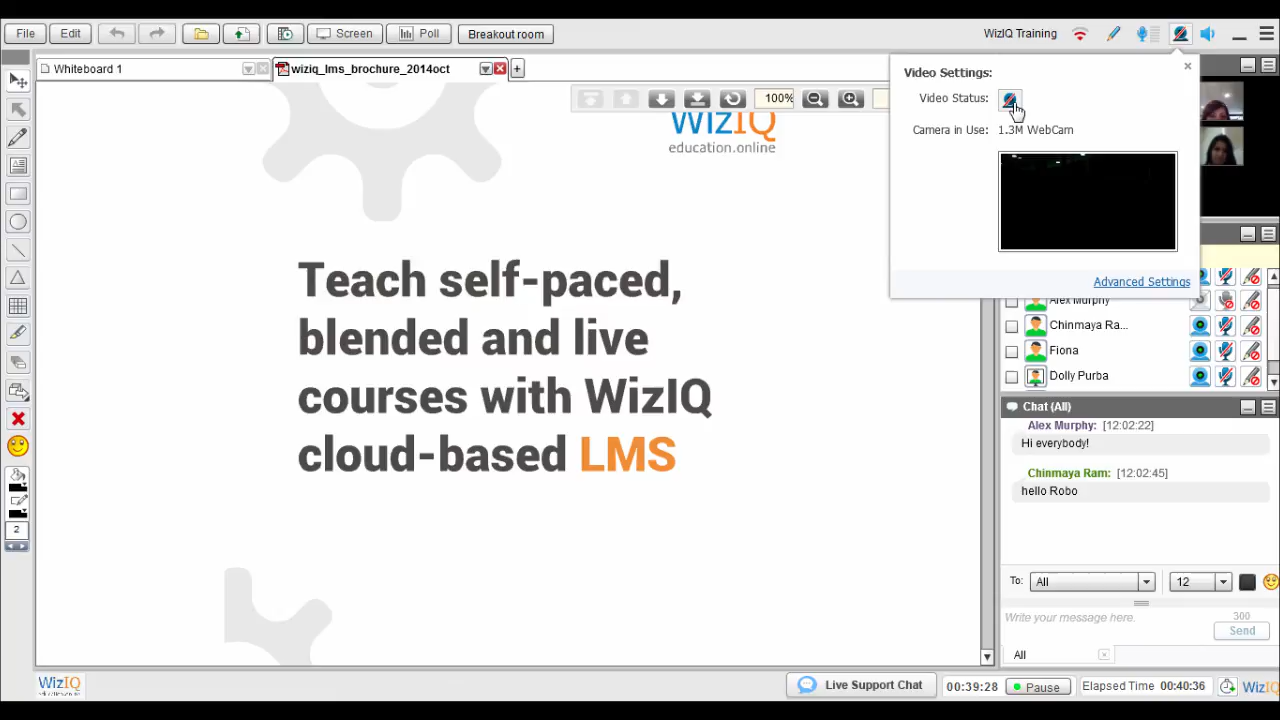 File
Edit
Screen
Poll
Breakout room
WizIQ Training
Whiteboard 1
wiziq_lms_brochure_2014oct
100%
WizIQ
education.online
Teach self-paced,
blended and live
courses with WizIQ
cloud-based LMS
Video Settings:
Video Status:
Camera in Use: 1.3M WebCam
Advanced Settings
Alex Murphy
Chinmaya Ra...
Fiona
Dolly Purba
Chat (All)
Alex Murphy: [12:02:22]
Hi everybody!
Chinmaya Ram: [12:02:45]
hello Robo
To: All
12
Write your message here.
300
Send
All
2
WizIQ
Live Support Chat
00:39:28
Pause
Elapsed Time 00:40:36
WizIQ